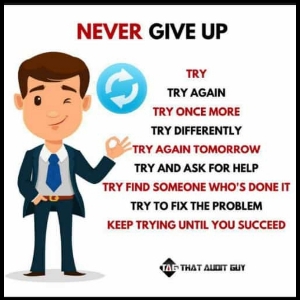 NEVER GIVE UP
TRY
TRY AGAIN
TRY ONCE MORE
TRY DIFFERENTLY
TRY AGAIN TOMORROW
TRY AND ASK FOR HELP
TRY FIND SOMEONE WHO'S DONE IT
TRY TO FIX THE PROBLEM
KEEP TRYING UNTIL YOU SUCCEED
TAG THAT AUDIT GUY